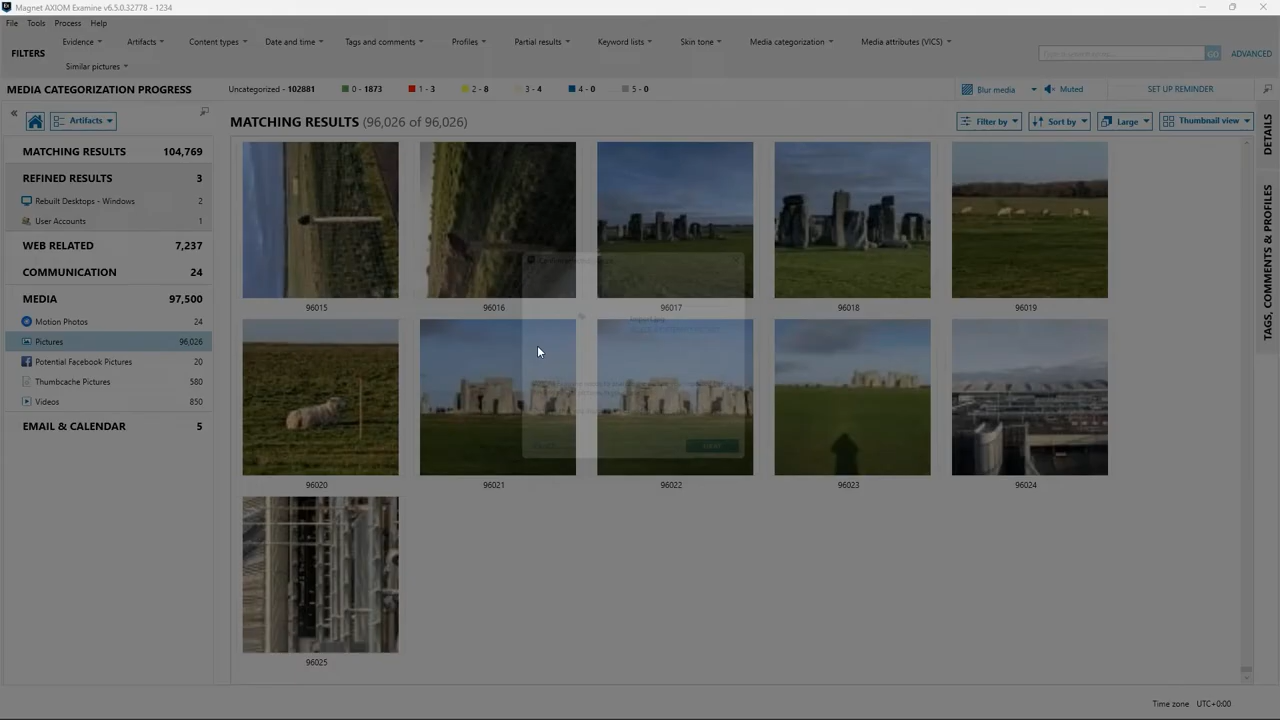 Magnet AXIOM Examine v6.5.0.32778 - 1234
File Tools Process Help
FILTERS
Evidence Artifacts Content types Date and time Tags and comments Profiles Partial results Keyword lists Skin tone Media categorization Media attributes (VICS)
Similar pictures
GO ADVANCED
MEDIA CATEGORIZATION PROGRESS
Uncategorized - 102881 0 - 1873 1 - 3 2 - 8 3 - 4 4 - 0 5 - 0
Blur media Muted SET UP REMINDER
Artifacts
MATCHING RESULTS (96,026 of 96,026)
Filter by Sort by Large Thumbnail view
DETAILS
TAGS, COMMENTS & PROFILES
MATCHING RESULTS 104,769
REFINED RESULTS 3
Rebuilt Desktops - Windows 2
User Accounts 1
WEB RELATED 7,237
COMMUNICATION 24
MEDIA 97,500
Motion Photos 24
Pictures 96,026
Potential Facebook Pictures 20
Thumbcache Pictures 580
Videos 850
EMAIL & CALENDAR 5
96015 96016 96017 96018 96019
96020 96021 96022 96023 96024
96025
Time zone UTC+0:00